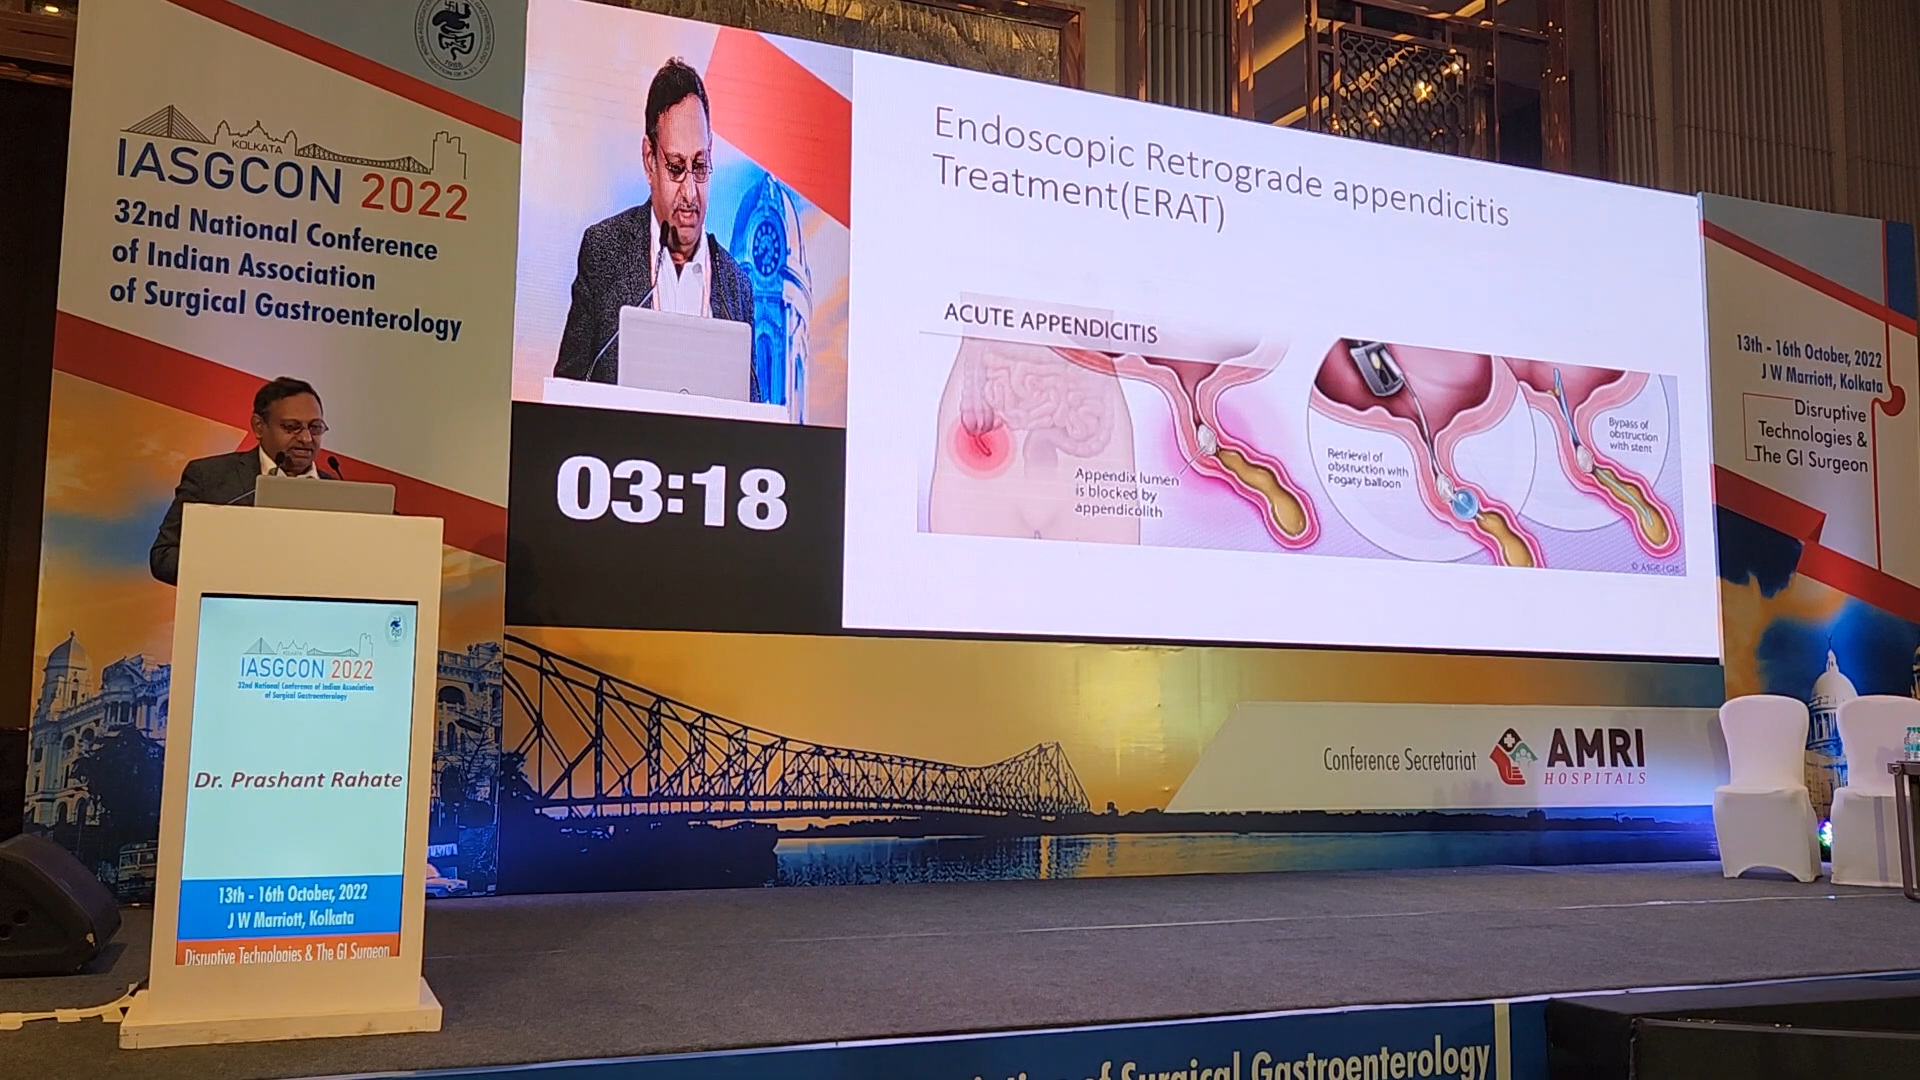 KOLKATA
IASGCON 2022
32nd National Conference
of Indian Association
of Surgical Gastroenterology
03:18
Endoscopic Retrograde appendicitis
Treatment(ERAT)
ACUTE APPENDICITIS
Appendix lumen
is blocked by
appendicolith
Retrieval of
obstruction with
Fogaty balloon
Bypass of
obstruction
with stent
13th - 16th October, 2022
J W Marriott, Kolkata
Disruptive
Technologies &
The GI Surgeon
Conference Secretariat
AMRI
HOSPITALS
IASGCON 2022
32nd National Conference of Indian Association
of Surgical Gastroenterology
Dr. Prashant Rahate
13th - 16th October, 2022
J W Marriott, Kolkata
Disruptive Technologies & The GI Surgeon
of Surgical Gastroenterology